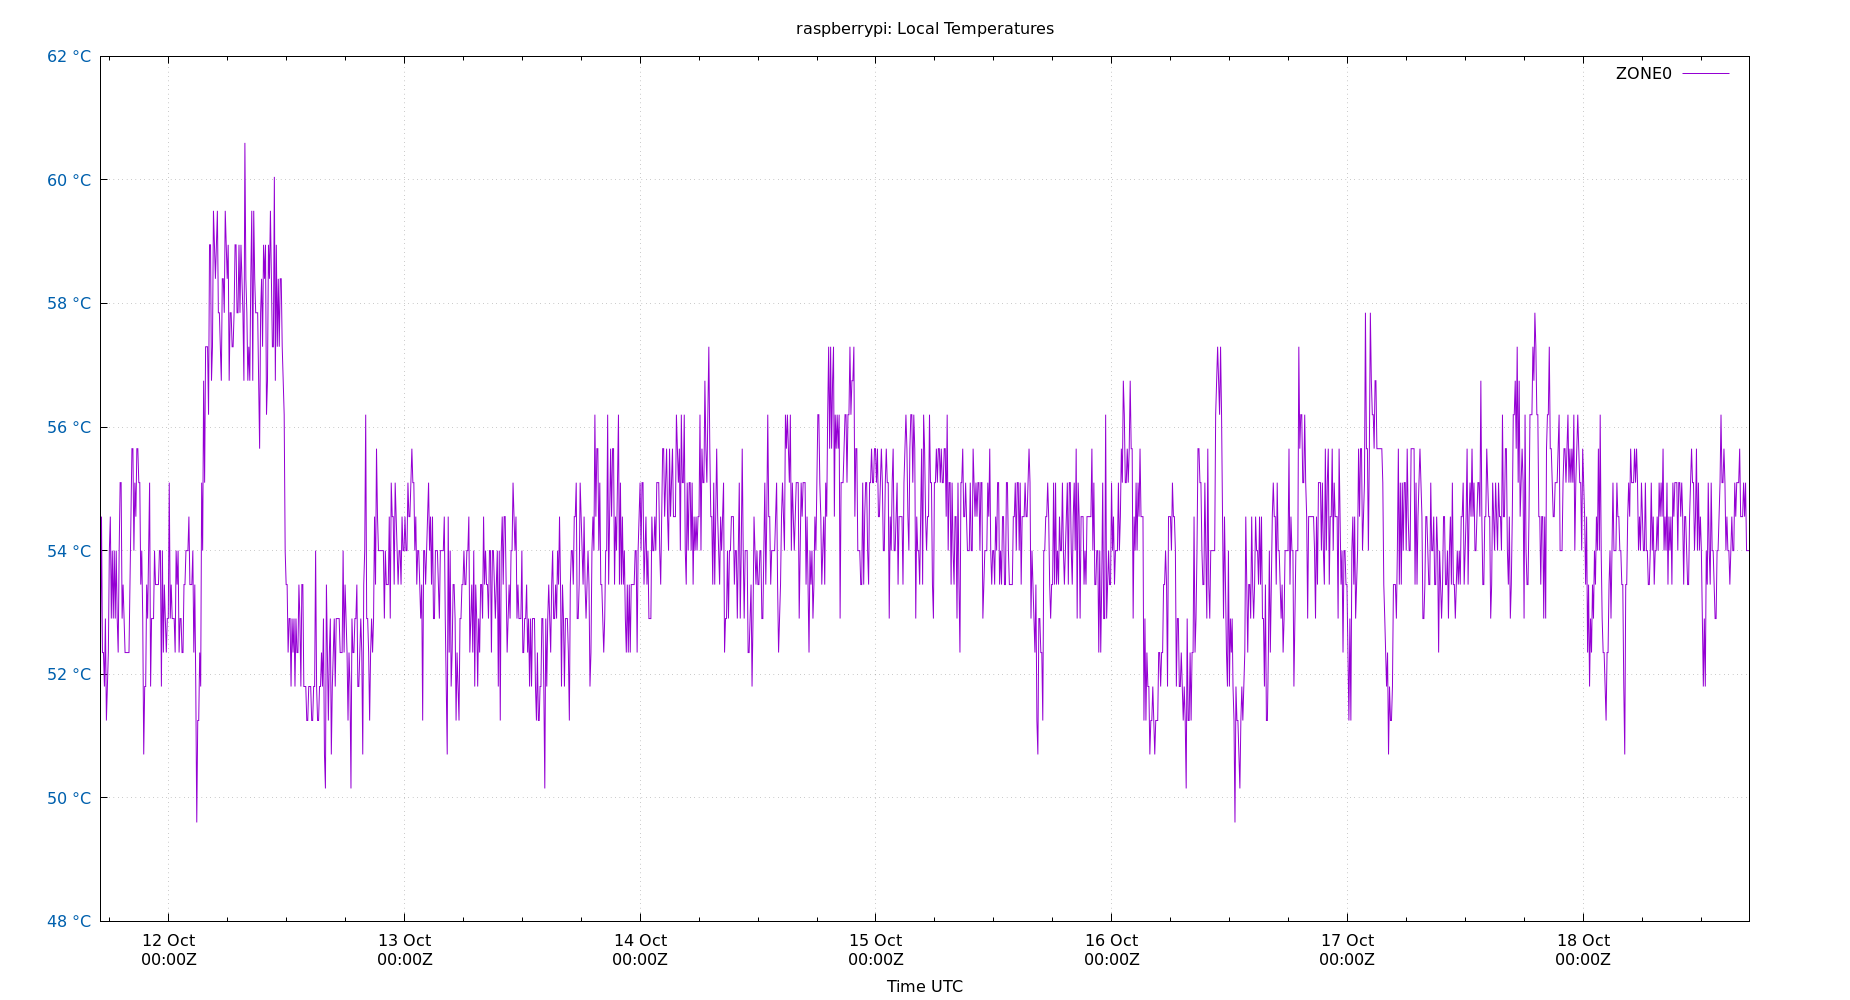 raspberrypi: Local Temperatures
62 °C
ZONE0
60 °C
58 °C
56 °C
54 °C
52 °C
50 °C
48 °C
12 Oct 13 Oct 14 Oct 15 Oct 16 Oct 17 Oct 18 Oct
00:00Z 00:00Z 00:00Z 00:00Z 00:00Z 00:00Z 00:00Z
Time UTC